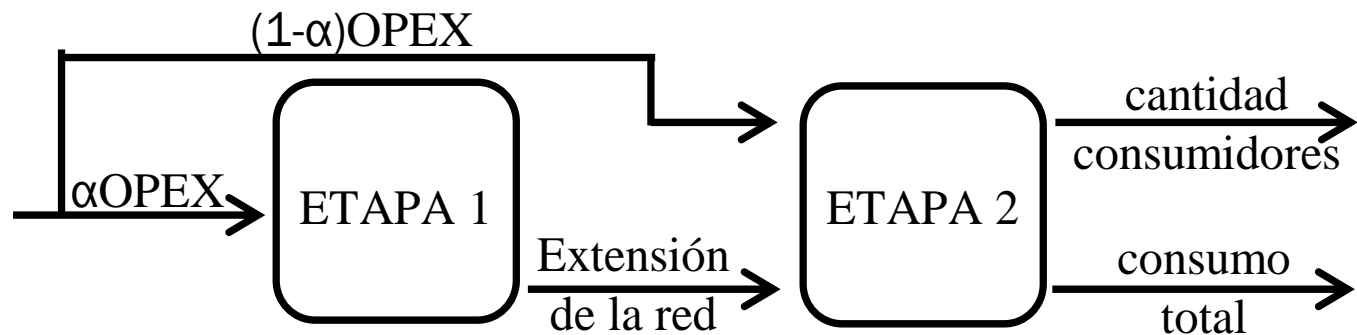 (1-α)OPEX
αOPEX
ETAPA 1
Extensión
de la red
ETAPA 2
cantidad
consumidores
consumo
total